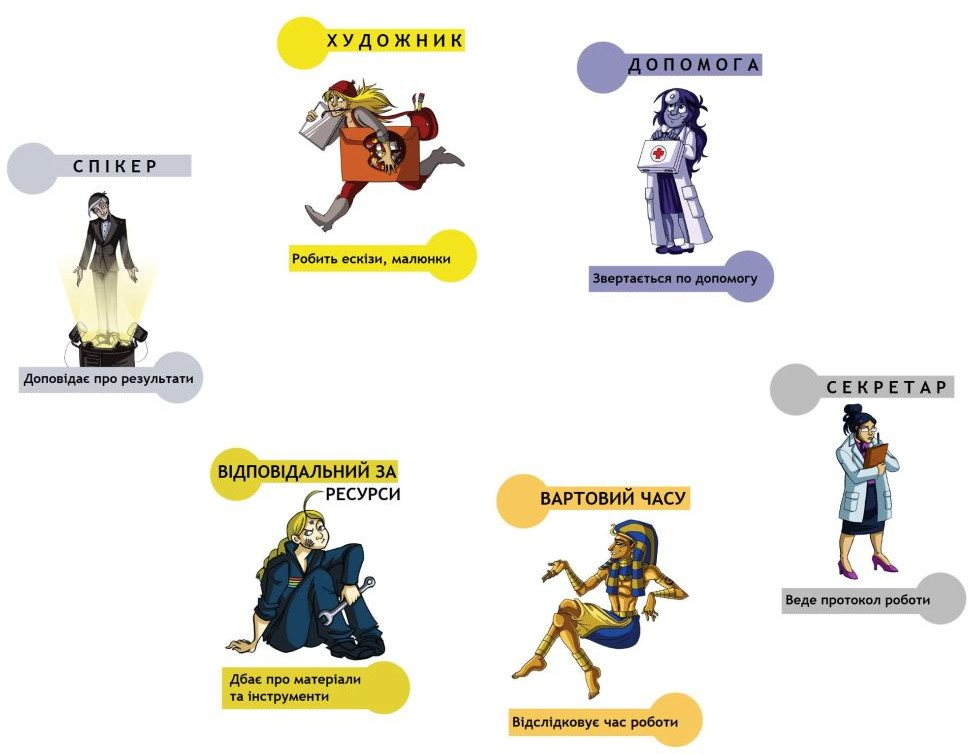 ХУДОЖНИК
Робить ескізи, малюнки
ДОПОМОГА
Звертається по допомогу
СПІКЕР
Доповідає про результати
СЕКРЕТАР
Веде протокол роботи
ВІДПОВІДАЛЬНИЙ ЗА
РЕСУРСИ
Дбає про матеріали
та інструменти
ВАРТОВИЙ ЧАСУ
Відслідковує час роботи